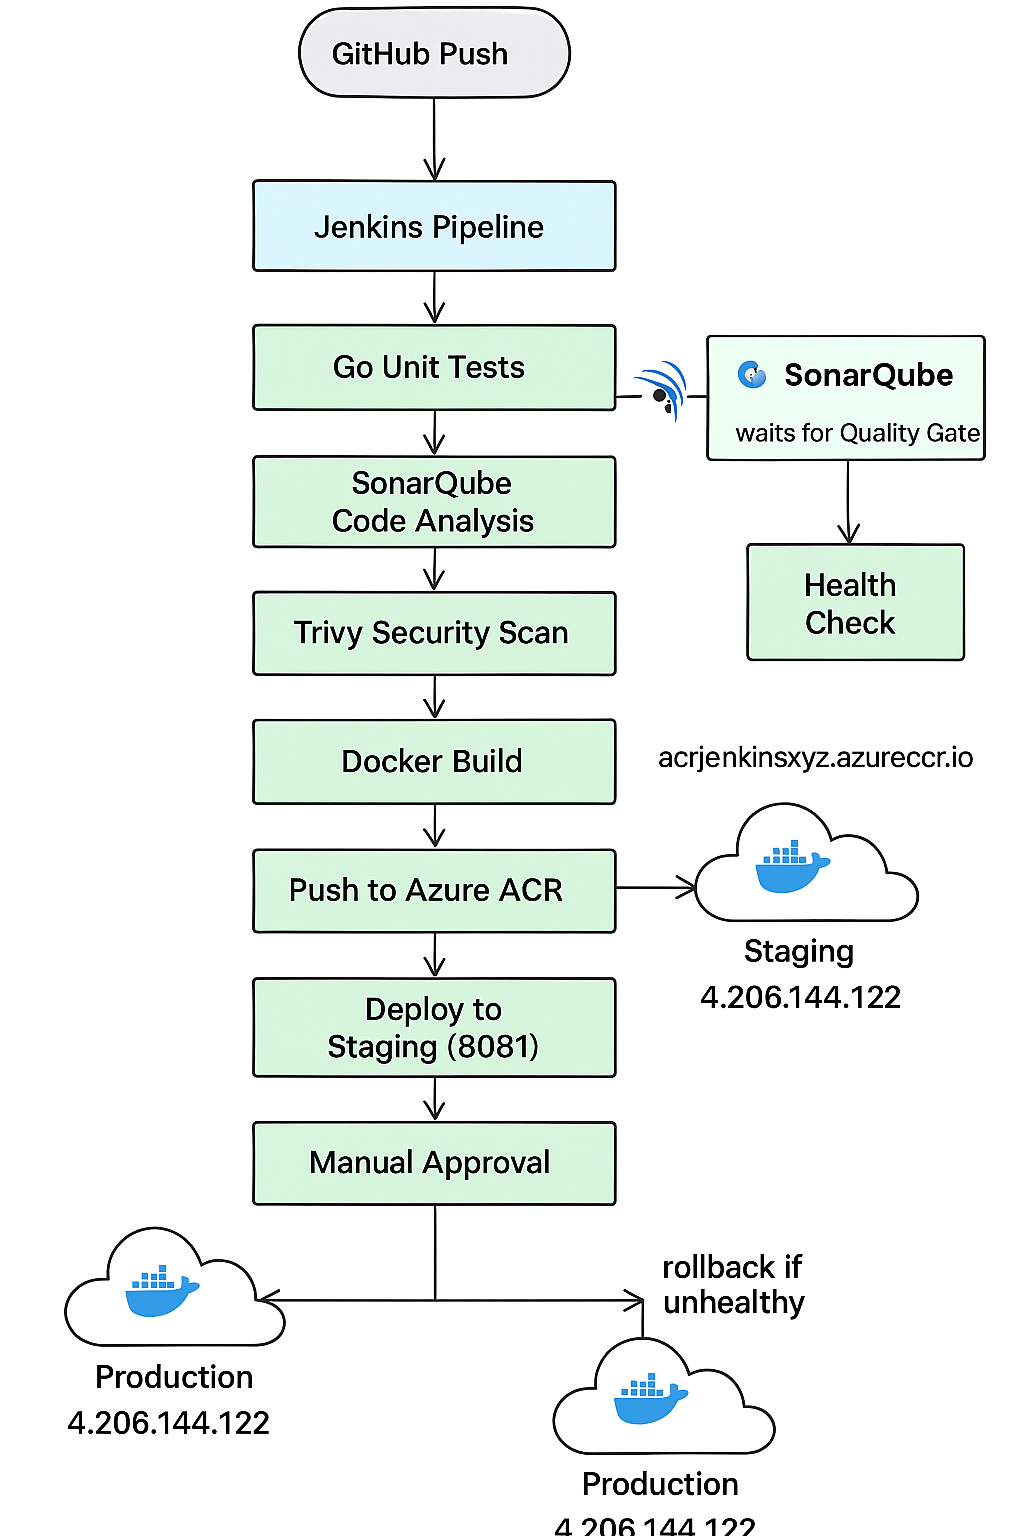 GitHub Push
Jenkins Pipeline
Go Unit Tests
SonarQube
waits for Quality Gate
SonarQube
Code Analysis
Health
Check
Trivy Security Scan
Docker Build
acrjenkinsxyz.azureccr.io
Push to Azure ACR
Staging
4.206.144.122
Deploy to
Staging (8081)
Manual Approval
rollback if
unhealthy
Production
4.206.144.122
Production
4.206.144.122